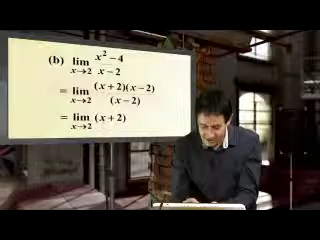 (b) lim x→2 x² − 4 / x − 2
= lim x→2 (x + 2)(x − 2) / (x − 2)
= lim x→2 (x + 2)